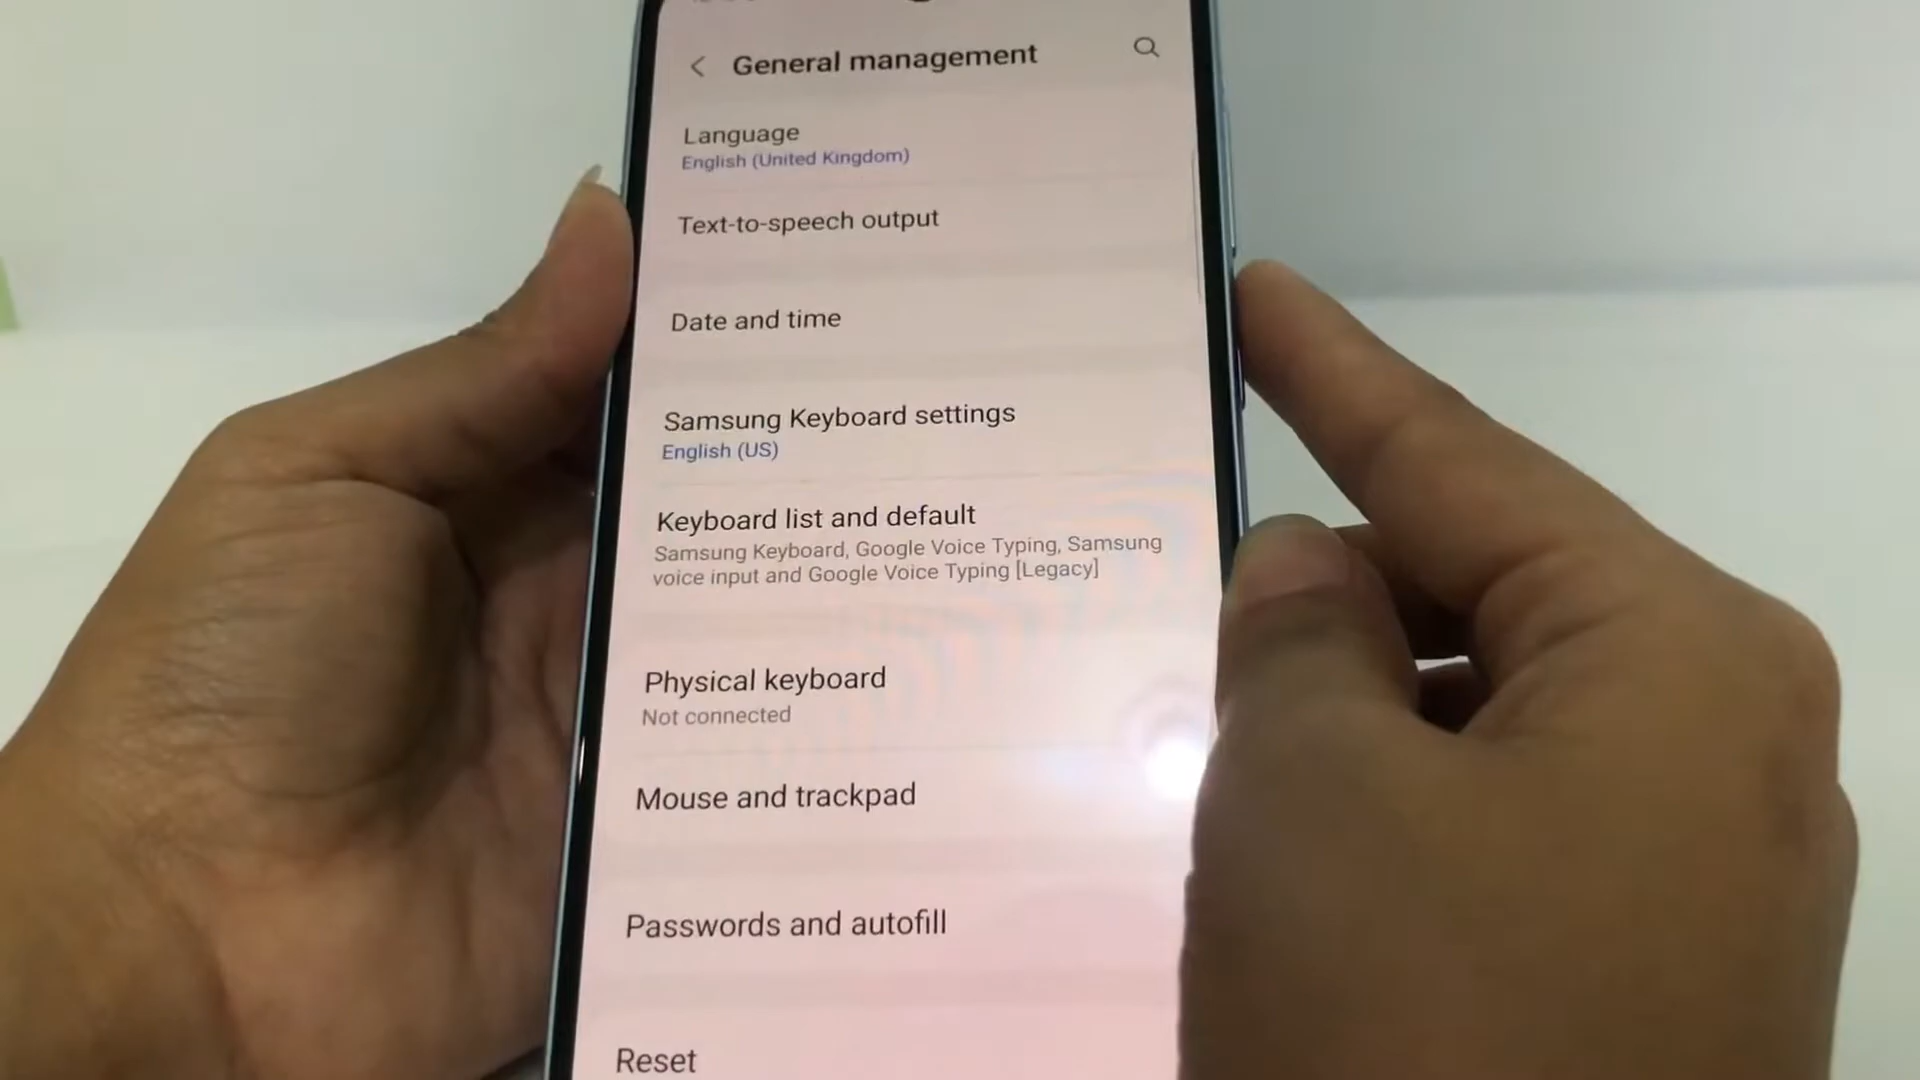 General management
Language
English (United Kingdom)
Text-to-speech output
Date and time
Samsung Keyboard settings
English (US)
Keyboard list and default
Samsung Keyboard, Google Voice Typing, Samsung
voice input and Google Voice Typing [Legacy]
Physical keyboard
Not connected
Mouse and trackpad
Passwords and autofill
Reset